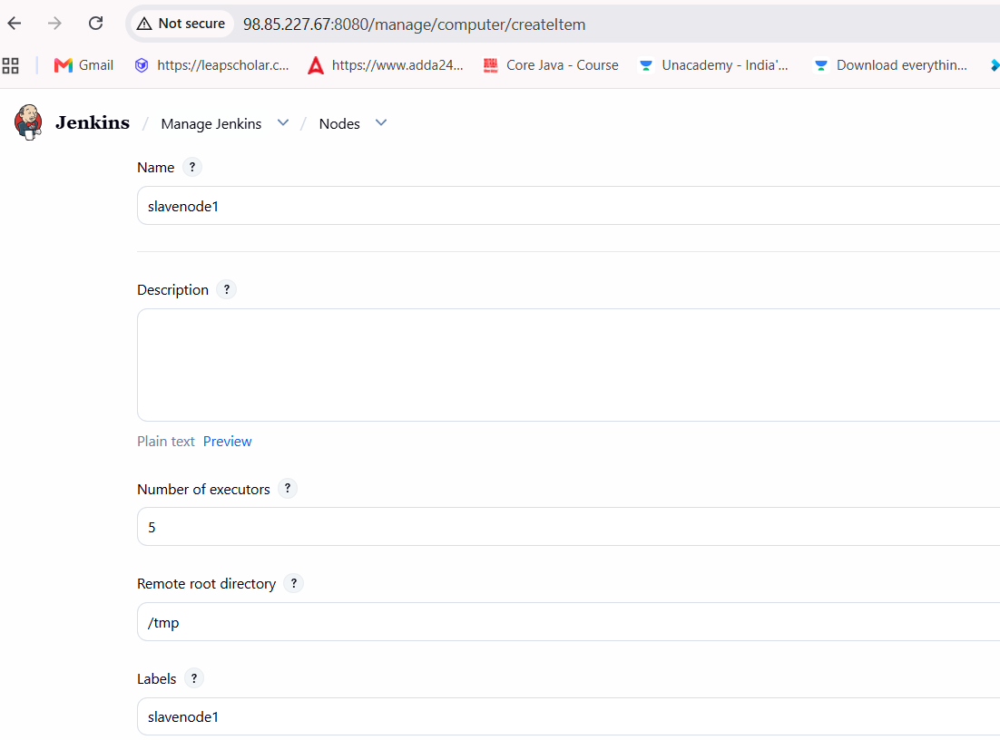 Not secure 98.85.227.67:8080/manage/computer/createItem
Gmail https://leapscholar.c... https://www.adda24... Core Java - Course Unacademy - India'... Download everythin...
Jenkins / Manage Jenkins / Nodes
Name ?
slavenode1
Description ?
Plain text Preview
Number of executors ?
5
Remote root directory ?
/tmp
Labels ?
slavenode1